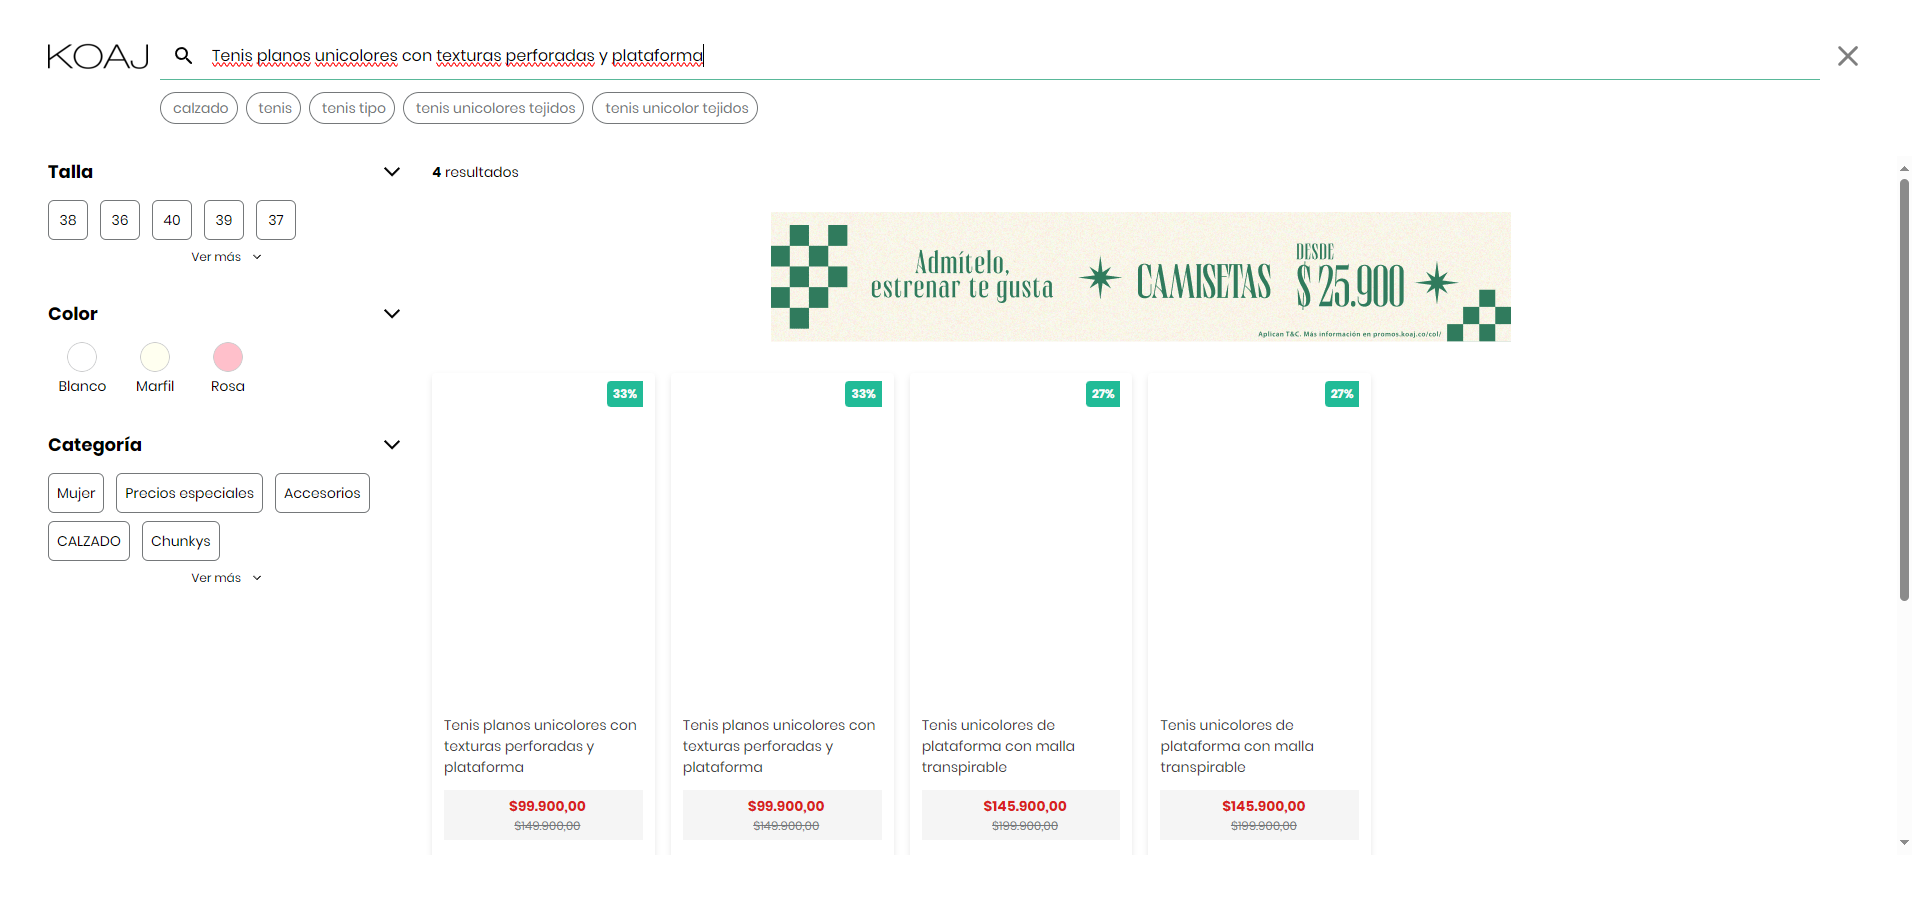 KOAJ
Tenis planos unicolores con texturas perforadas y plataforma
calzado
tenis
tenis tipo
tenis unicolores tejidos
tenis unicolor tejidos
Talla
38
36
40
39
37
Ver más
Color
Blanco
Marfil
Rosa
Categoría
Mujer
Precios especiales
Accesorios
CALZADO
Chunkys
Ver más
4 resultados
Admítelo,
estrenar te gusta
CAMISETAS
DESDE
$25.900
Aplican T&C. Más información en promos.koaj.co/col/
33%
Tenis planos unicolores con
texturas perforadas y
plataforma
$99.900,00
$149.900,00
33%
Tenis planos unicolores con
texturas perforadas y
plataforma
$99.900,00
$149.900,00
27%
Tenis unicolores de
plataforma con malla
transpirable
$145.900,00
$199.900,00
27%
Tenis unicolores de
plataforma con malla
transpirable
$145.900,00
$199.900,00